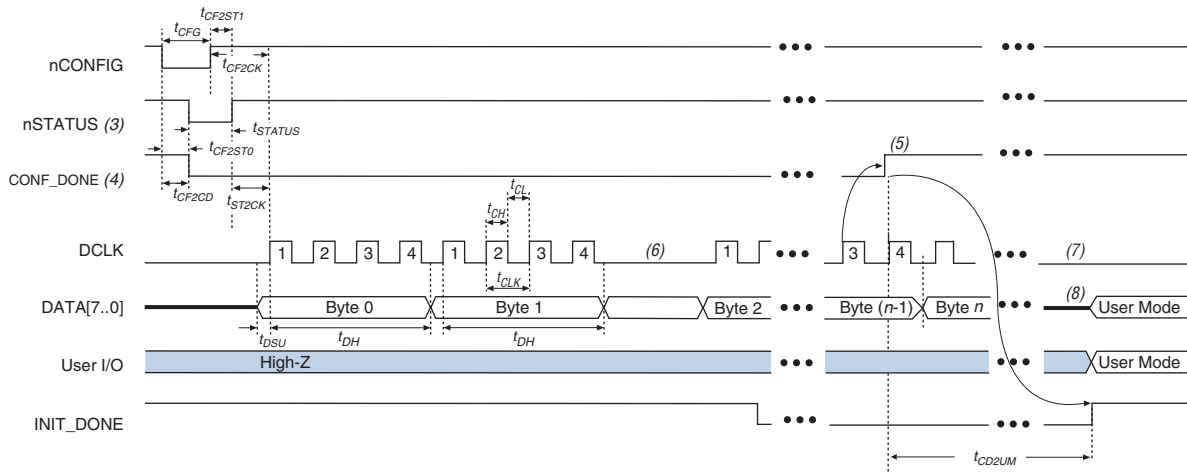 tCF2ST1
tCFG
nCONFIG
tCF2CK
nSTATUS (3)
tSTATUS
tCF2ST0
(5)
CONF_DONE (4)
tCF2CD
tST2CK
tCL
tCH
DCLK
1 2 3 4 1 2 3 4 (6) 1 3 4 (7)
tCLK
(8)
DATA[7..0] Byte 0 Byte 1 Byte 2 Byte (n-1) Byte n User Mode
tDSU tDH tDH
User I/O High-Z User Mode
INIT_DONE
tCD2UM